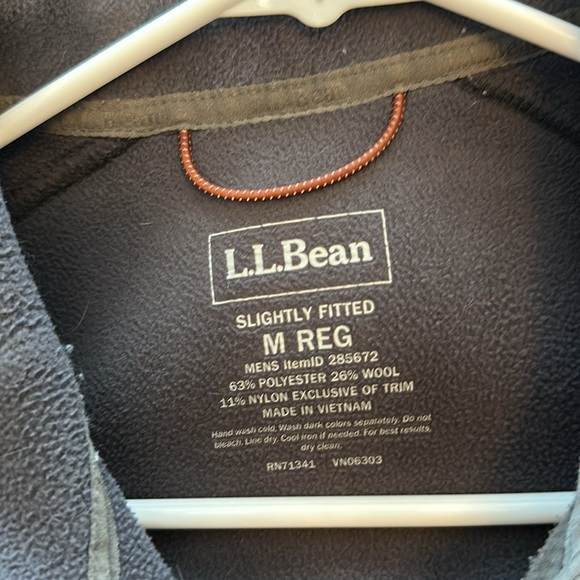 L.L.Bean
SLIGHTLY FITTED
M REG
MENS itemID 285672
63% POLYESTER 26% WOOL
11% NYLON EXCLUSIVE OF TRIM
MADE IN VIETNAM
Hand wash cold. Wash dark colors separately. Do not
bleach. Line dry. Cool iron if needed. For best results,
dry clean.
RN71341 VN06303